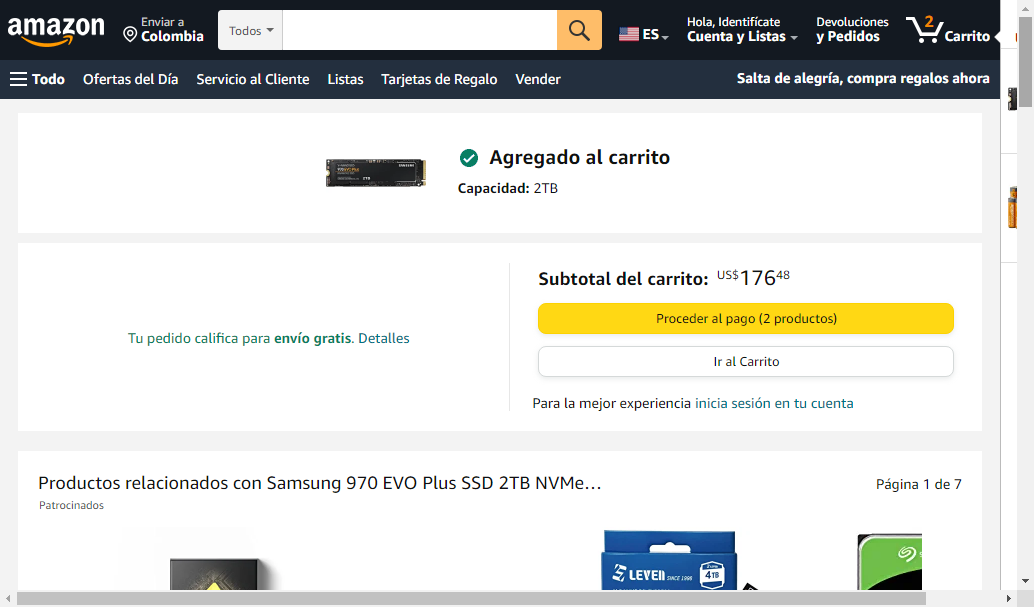 amazon
Enviar a
Colombia
Todos
ES
Hola, Identifícate
Cuenta y Listas
Devoluciones
y Pedidos
2
Carrito
Todo
Ofertas del Día
Servicio al Cliente
Listas
Tarjetas de Regalo
Vender
Salta de alegría, compra regalos ahora
Agregado al carrito
Capacidad: 2TB
Tu pedido califica para envío gratis. Detalles
Subtotal del carrito: US$17648
Proceder al pago (2 productos)
Ir al Carrito
Para la mejor experiencia inicia sesión en tu cuenta
Productos relacionados con Samsung 970 EVO Plus SSD 2TB NVMe…
Página 1 de 7
Patrocinados
LEVEN SINCE 1996
4TB